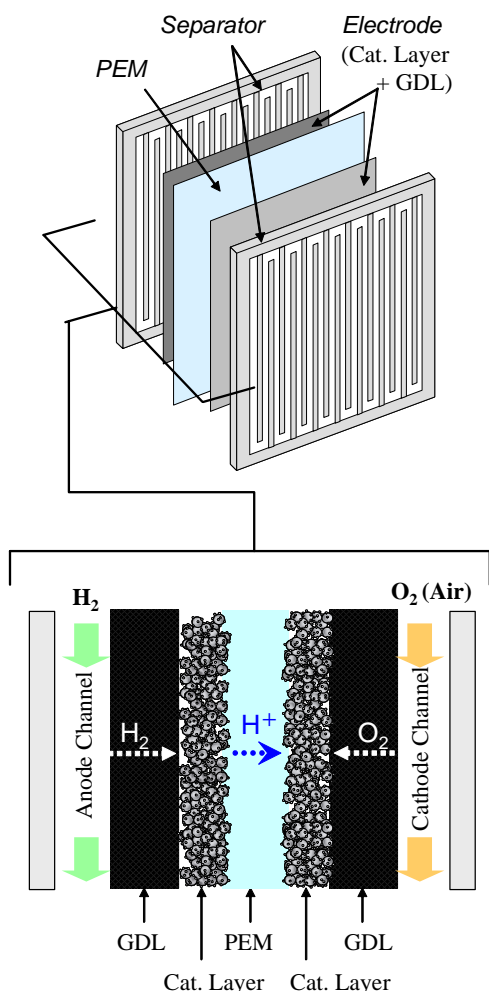 Separator
Electrode
(Cat. Layer
+ GDL)
PEM
H2
O2 (Air)
Anode Channel
H2
H+
O2
Cathode Channel
GDL
PEM
GDL
Cat. Layer
Cat. Layer